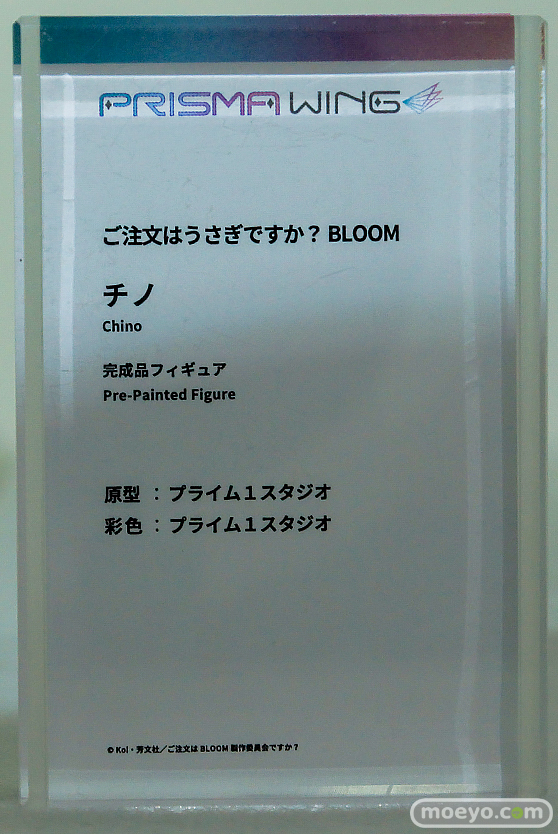 PRISMA WING
ご注文はうさぎですか？ BLOOM
チノ
Chino
完成品フィギュア
Pre-Painted Figure
原型 ： プライム１スタジオ
彩色 ： プライム１スタジオ
© Koi・芳文社／ご注文は BLOOM 製作委員会ですか？
moeyo.com